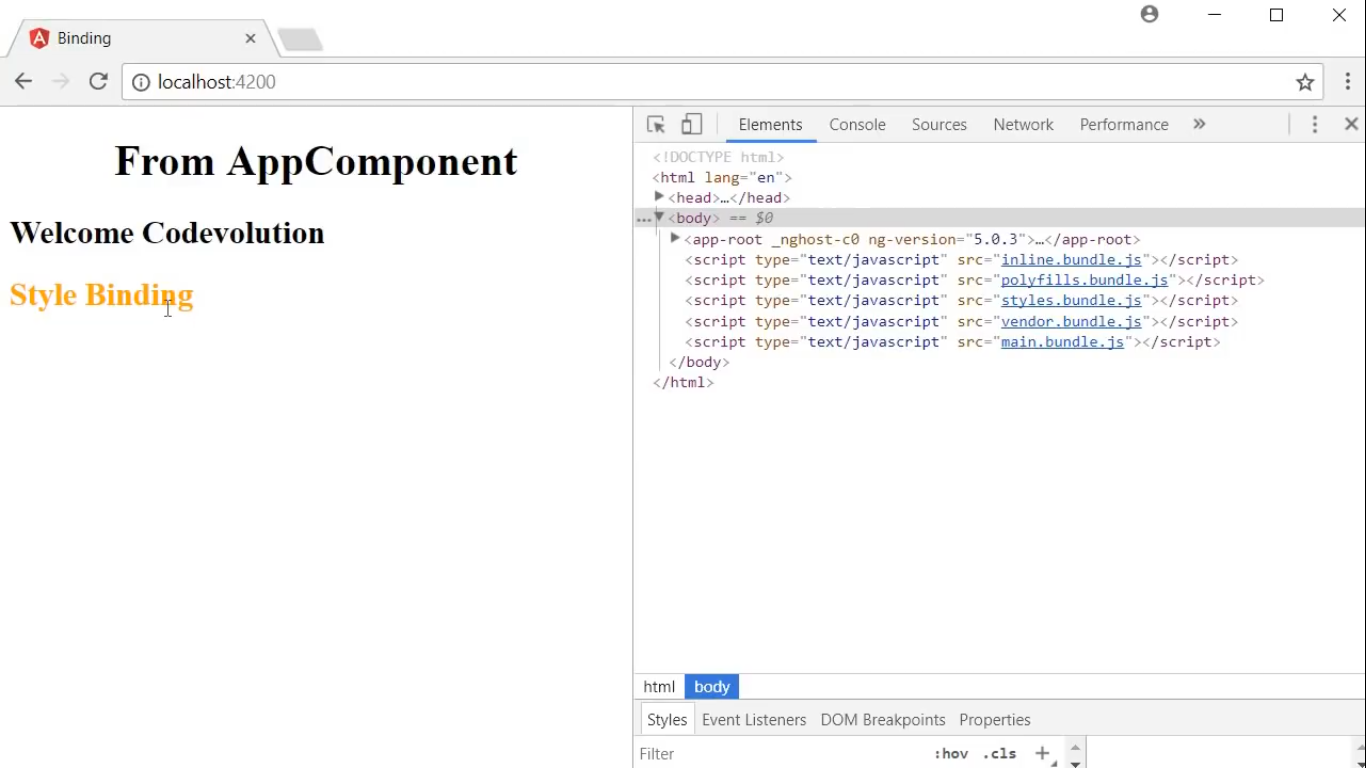 Binding
localhost:4200
From AppComponent
Welcome Codevolution
Style Binding
Elements Console Sources Network Performance »
<!DOCTYPE html>
<html lang="en">
<head>…</head>
<body> == $0
<app-root _nghost-c0 ng-version="5.0.3">…</app-root>
<script type="text/javascript" src="inline.bundle.js"></script>
<script type="text/javascript" src="polyfills.bundle.js"></script>
<script type="text/javascript" src="styles.bundle.js"></script>
<script type="text/javascript" src="vendor.bundle.js"></script>
<script type="text/javascript" src="main.bundle.js"></script>
</body>
</html>
html body
Styles Event Listeners DOM Breakpoints Properties
Filter :hov .cls +